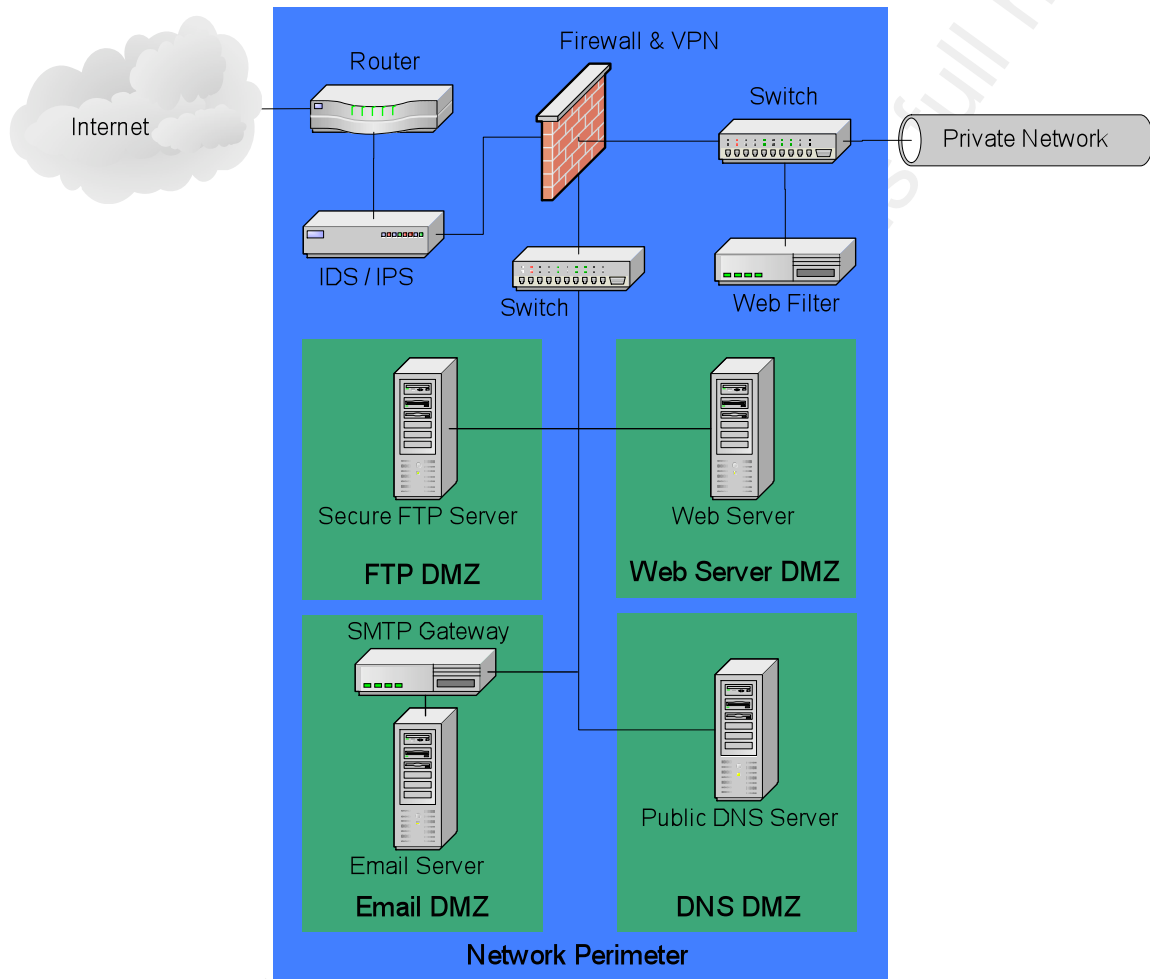 Firewall & VPN
Router
Switch
Internet
Private Network
IDS / IPS
Switch
Web Filter
Secure FTP Server
Web Server
FTP DMZ
Web Server DMZ
SMTP Gateway
Public DNS Server
Email Server
Email DMZ
DNS DMZ
Network Perimeter
full